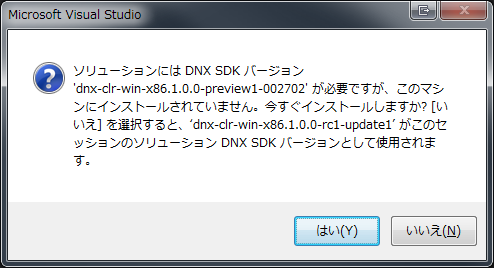 Microsoft Visual Studio
ソリューションには DNX SDK バージョン
'dnx-clr-win-x86.1.0.0-preview1-002702' が必要ですが、このマシ
ンにインストールされていません。今すぐインストールしますか? [い
いえ] を選択すると、'dnx-clr-win-x86.1.0.0-rc1-update1' がこのセ
ッションのソリューション DNX SDK バージョンとして使用されま
す。
はい(Y)
いいえ(N)